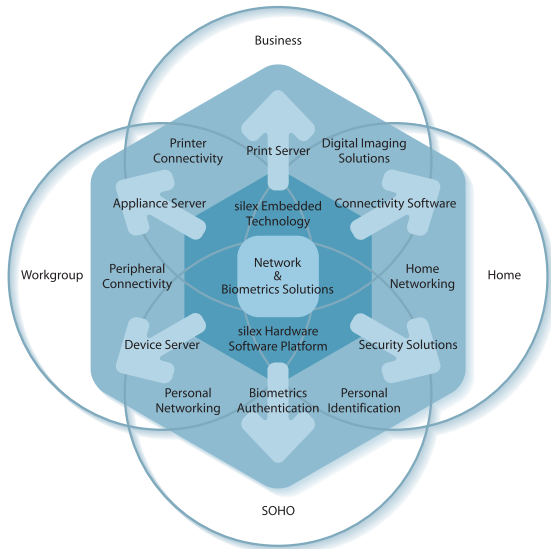 Business
Printer
Connectivity
Print Server
Digital Imaging
Solutions
Appliance Server
silex Embedded
Technology
Connectivity Software
Workgroup
Peripheral
Connectivity
Network
&
Biometrics Solutions
Home
Networking
Home
Device Server
silex Hardware
Software Platform
Security Solutions
Personal
Networking
Biometrics
Authentication
Personal
Identification
SOHO